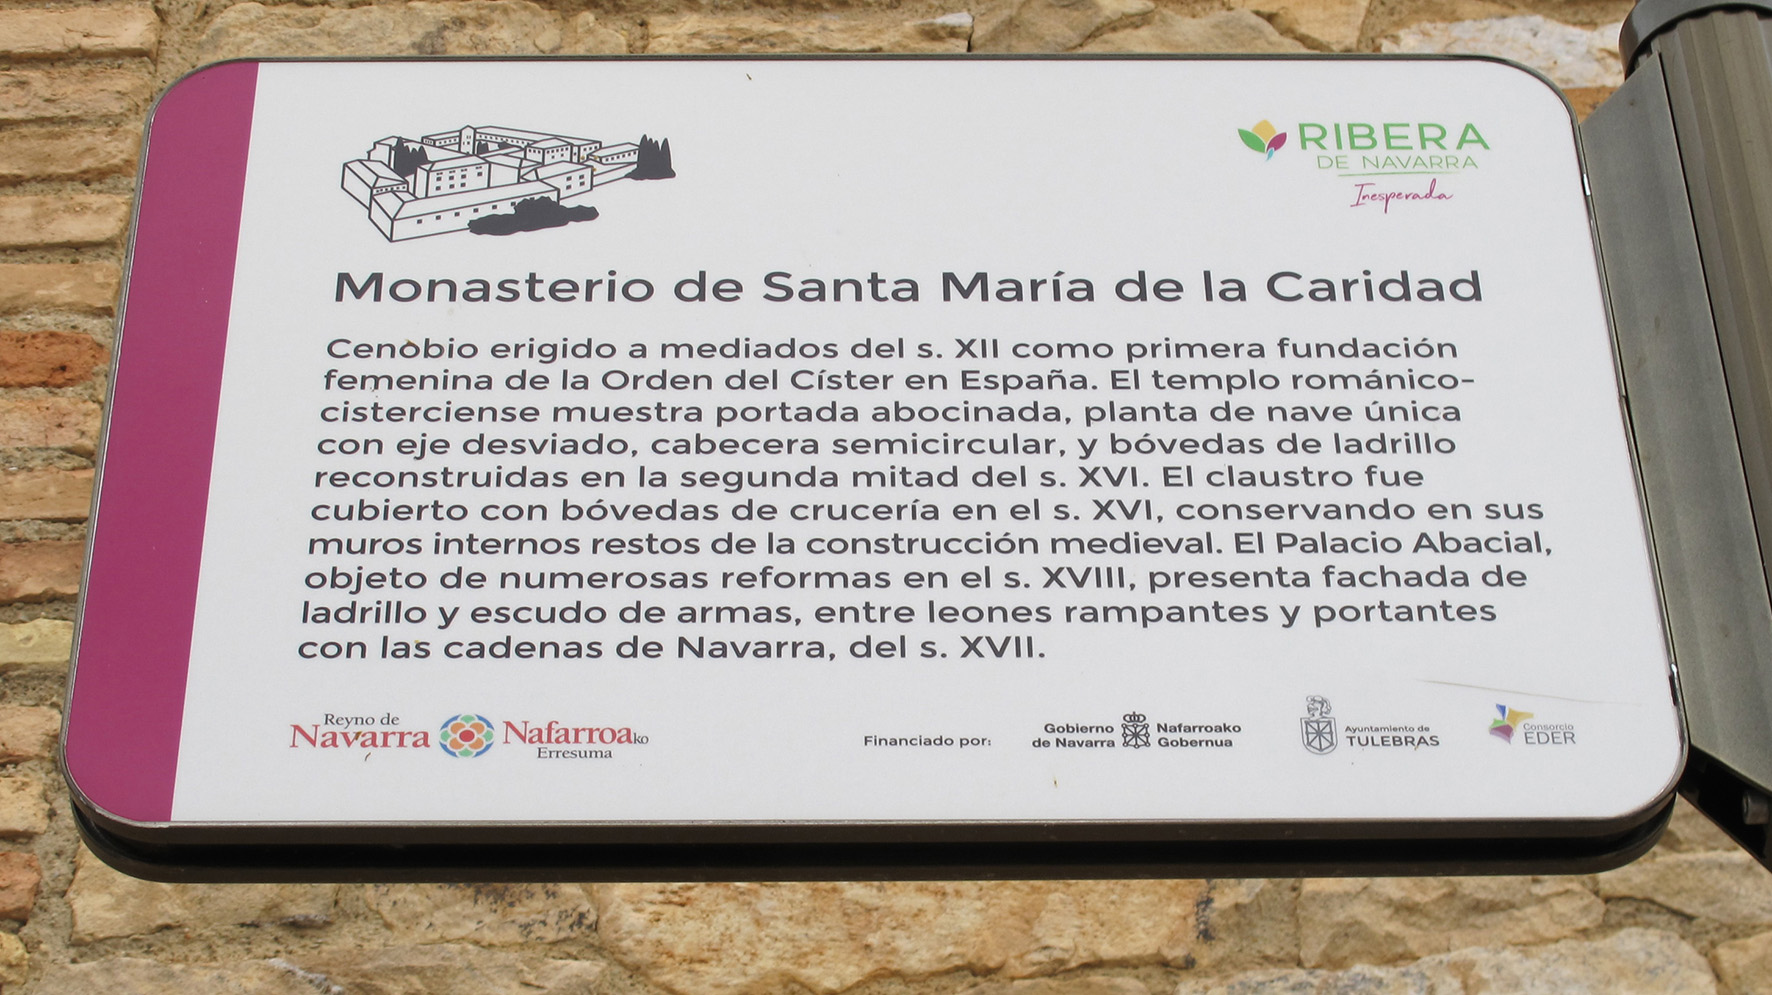 RIBERA
DE NAVARRA
Inesperada
Monasterio de Santa María de la Caridad
Cenobio erigido a mediados del s. XII como primera fundación
femenina de la Orden del Císter en España. El templo románico-
cisterciense muestra portada abocinada, planta de nave única
con eje desviado, cabecera semicircular, y bóvedas de ladrillo
reconstruidas en la segunda mitad del s. XVI. El claustro fue
cubierto con bóvedas de crucería en el s. XVI, conservando en sus
muros internos restos de la construcción medieval. El Palacio Abacial,
objeto de numerosas reformas en el s. XVIII, presenta fachada de
ladrillo y escudo de armas, entre leones rampantes y portantes
con las cadenas de Navarra, del s. XVII.
Reyno de
Navarra
Nafarroako
Erresuma
Financiado por:
Gobierno
de Navarra
Nafarroako
Gobernua
Ayuntamiento de
TULEBRAS
Consorcio
EDER